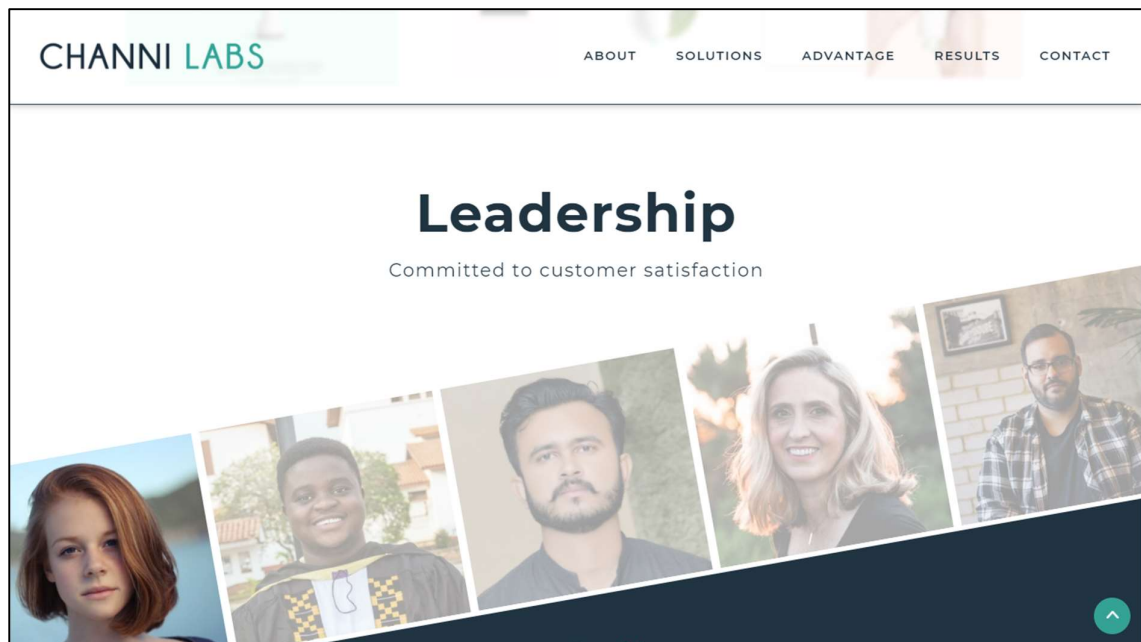 CHANNI LABS
ABOUT SOLUTIONS ADVANTAGE RESULTS CONTACT
Leadership
Committed to customer satisfaction